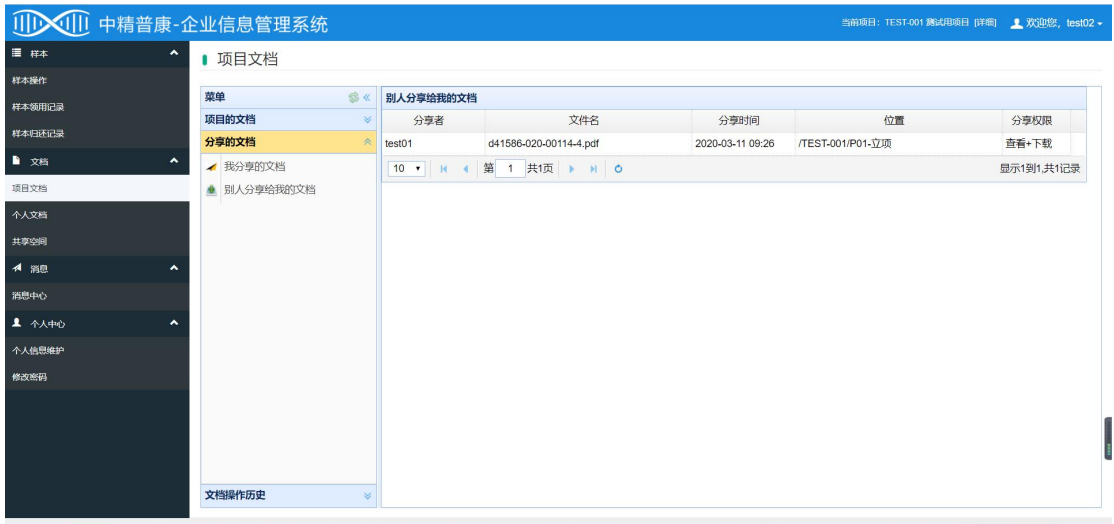 中精普康-企业信息管理系统
当前项目：TEST-001 测试用项目 [详细]
欢迎您，test02
样本
样本操作
样本领用记录
样本归还记录
文档
项目文档
个人文档
共享空间
消息
消息中心
个人中心
个人信息维护
修改密码
项目文档
菜单
项目的文档
分享的文档
我分享的文档
别人分享给我的文档
文档操作历史
别人分享给我的文档
分享者 文件名 分享时间 位置 分享权限
test01 d41586-020-00114-4.pdf 2020-03-11 09:26 /TEST-001/P01-立项 查看+下载
10 第 1 共1页 显示1到1,共1记录